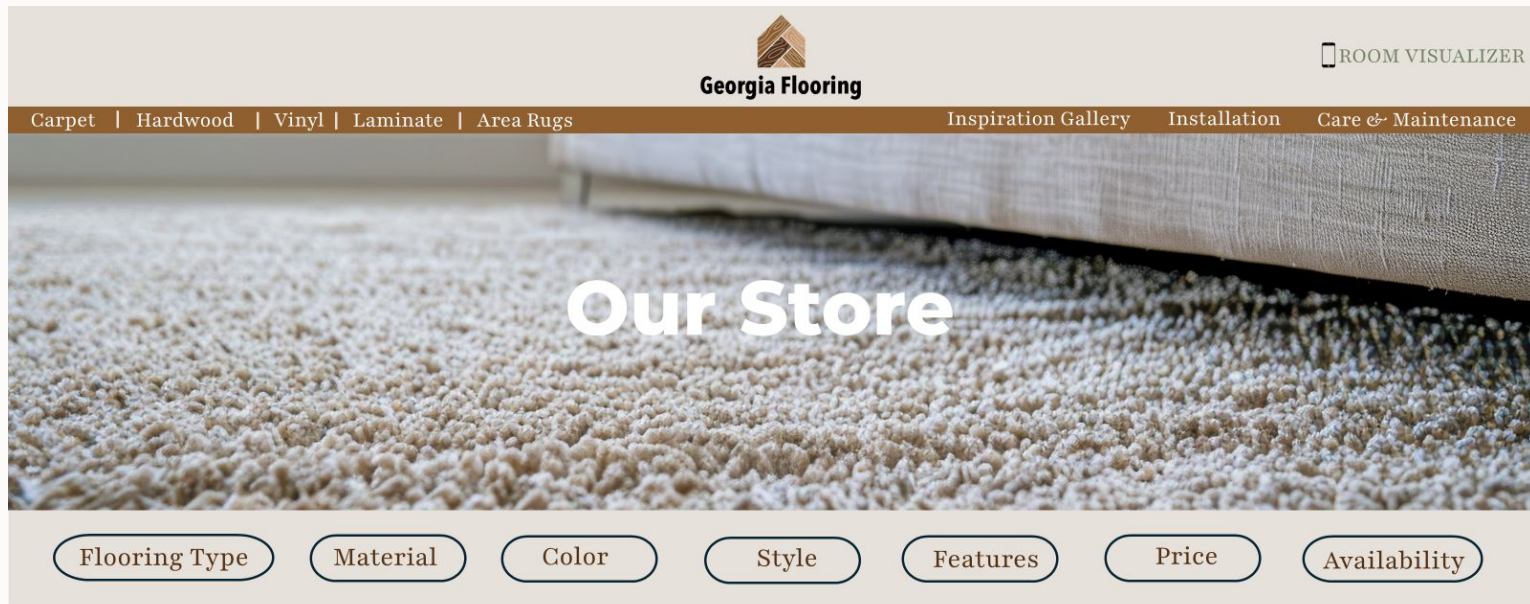 Georgia Flooring
ROOM VISUALIZER
Carpet | Hardwood | Vinyl | Laminate | Area Rugs
Inspiration Gallery Installation Care & Maintenance
Our Store
Flooring Type Material Color Style Features Price Availability